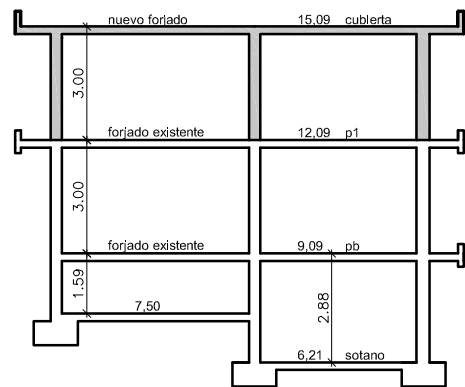 nuevo forjado 15,09 cubierta
3.00
forjado existente 12,09 p1
3.00
forjado existente 9,09 pb
1.59
7,50
2.88
6,21 sotano